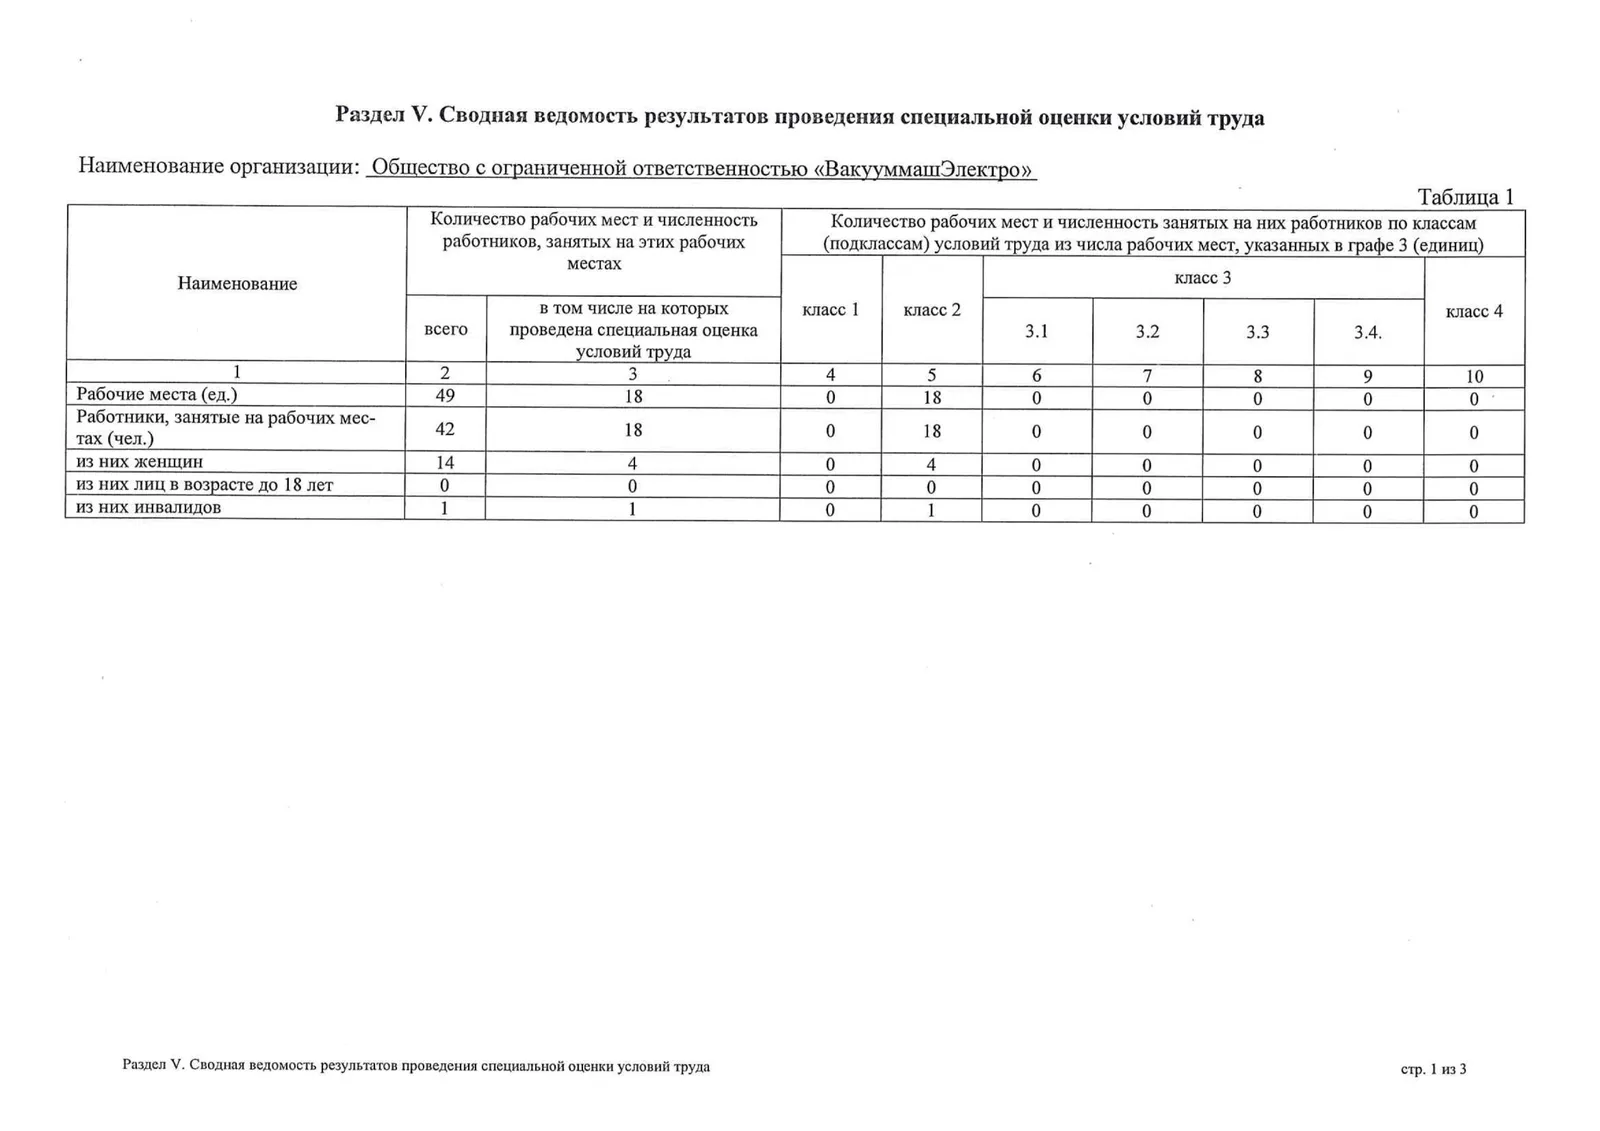 Раздел V. Сводная ведомость результатов проведения специальной оценки условий труда
Наименование организации: Общество с ограниченной ответственностью «ВакууммашЭлектро»
Таблица 1
Наименование
Количество рабочих мест и численность
работников, занятых на этих рабочих
местах
Количество рабочих мест и численность занятых на них работников по классам
(подклассам) условий труда из числа рабочих мест, указанных в графе 3 (единиц)
всего
в том числе на которых
проведена специальная оценка
условий труда
класс 1
класс 2
класс 3
класс 4
3.1
3.2
3.3
3.4.
1 2 3 4 5 6 7 8 9 10
Рабочие места (ед.) 49 18 0 18 0 0 0 0 0
Работники, занятые на рабочих мес-
тах (чел.) 42 18 0 18 0 0 0 0 0
из них женщин 14 4 0 4 0 0 0 0 0
из них лиц в возрасте до 18 лет 0 0 0 0 0 0 0 0 0
из них инвалидов 1 1 0 1 0 0 0 0 0
Раздел V. Сводная ведомость результатов проведения специальной оценки условий труда
стр. 1 из 3